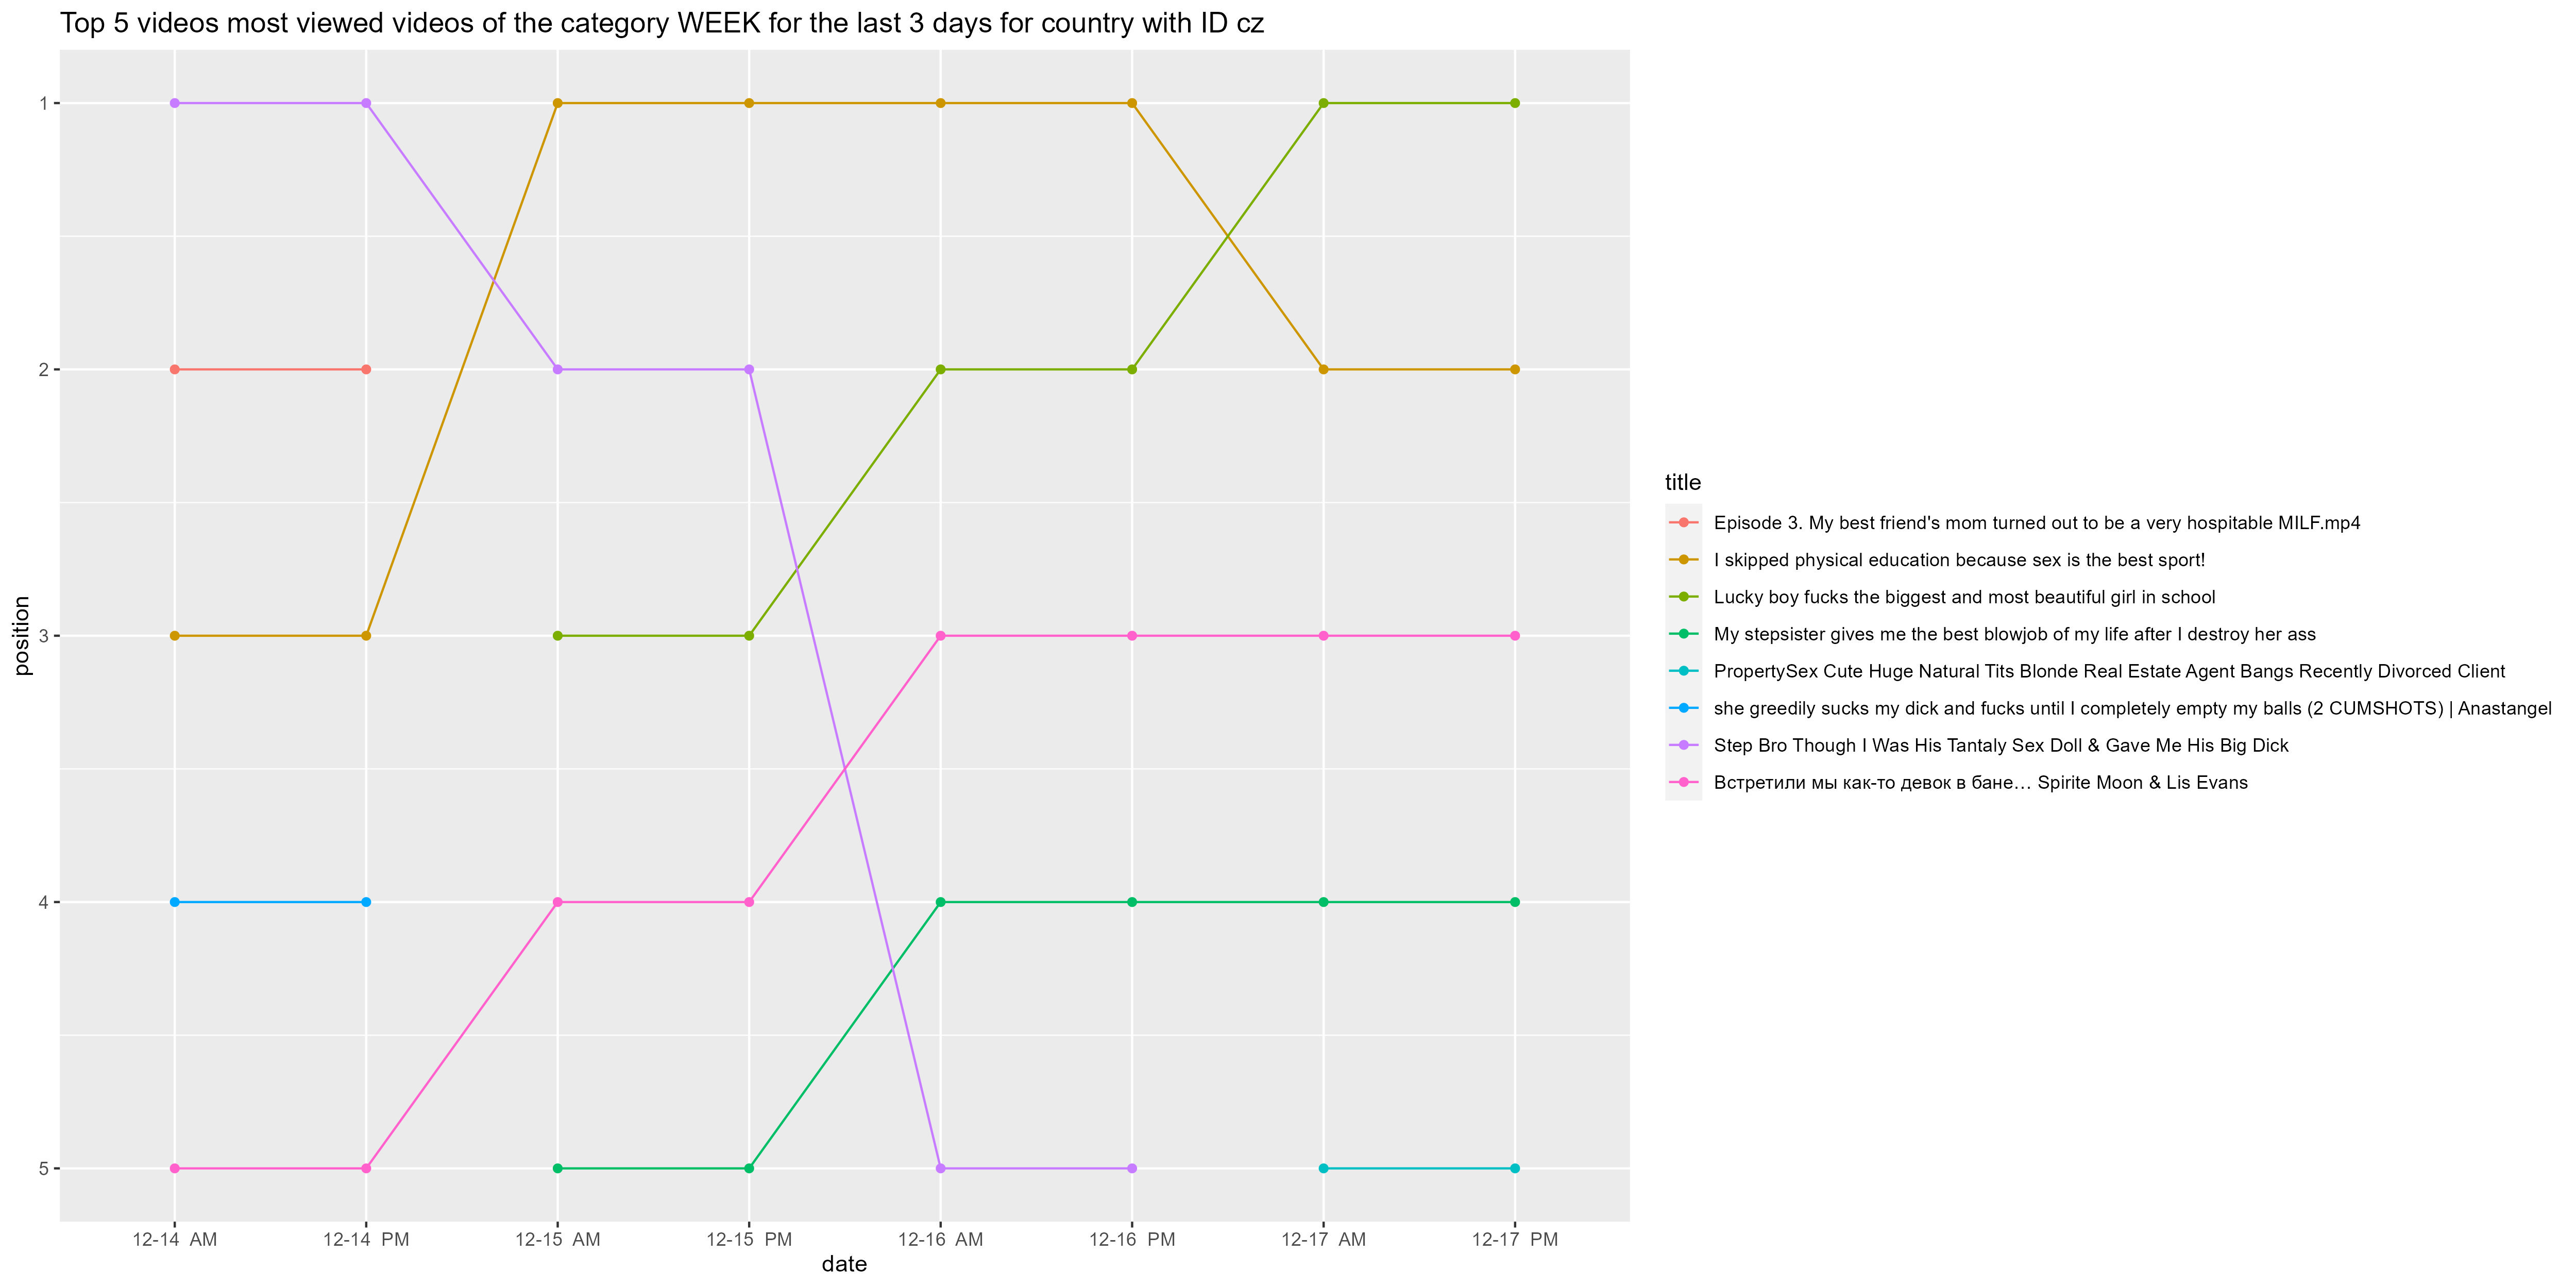 Top 5 videos most viewed videos of the category WEEK for the last 3 days for country with ID cz
position
1
2
3
4
5
12-14 AM
12-14 PM
12-15 AM
12-15 PM
12-16 AM
12-16 PM
12-17 AM
12-17 PM
date
title
Episode 3. My best friend's mom turned out to be a very hospitable MILF.mp4
I skipped physical education because sex is the best sport!
Lucky boy fucks the biggest and most beautiful girl in school
My stepsister gives me the best blowjob of my life after I destroy her ass
PropertySex Cute Huge Natural Tits Blonde Real Estate Agent Bangs Recently Divorced Client
she greedily sucks my dick and fucks until I completely empty my balls (2 CUMSHOTS) | Anastangel
Step Bro Though I Was His Tantaly Sex Doll & Gave Me His Big Dick
Встретили мы как-то девок в бане… Spirite Moon & Lis Evans